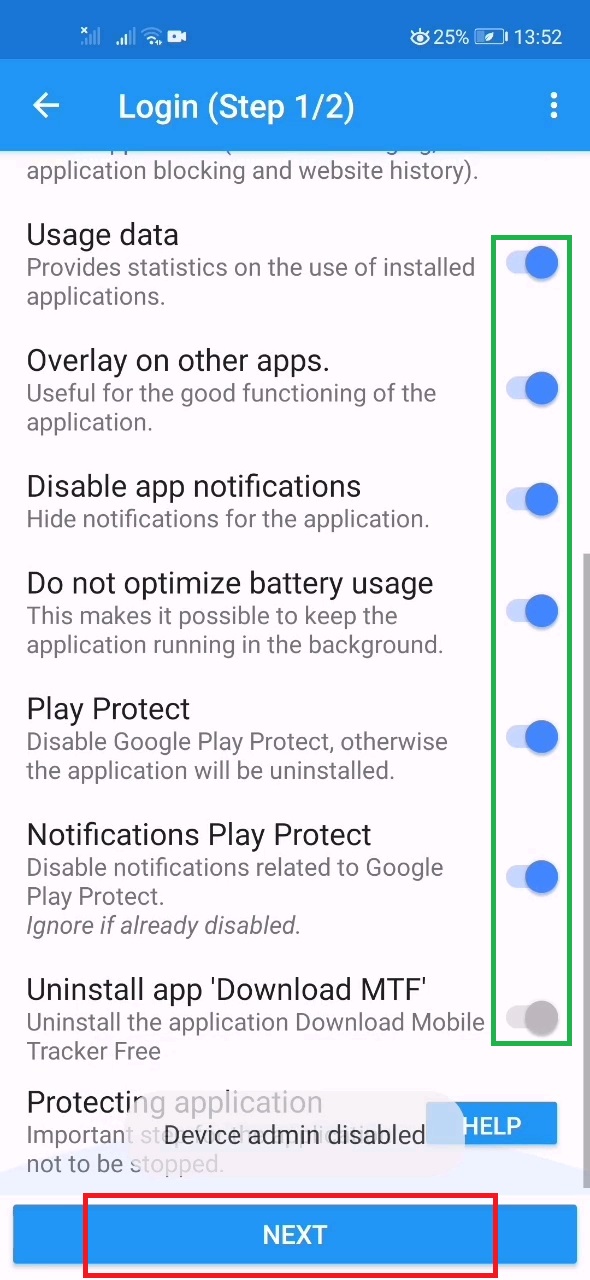 25% 13:52
Login (Step 1/2)
application blocking and website history).
Usage data
Provides statistics on the use of installed
applications.
Overlay on other apps.
Useful for the good functioning of the
application.
Disable app notifications
Hide notifications for the application.
Do not optimize battery usage
This makes it possible to keep the
application running in the background.
Play Protect
Disable Google Play Protect, otherwise
the application will be uninstalled.
Notifications Play Protect
Disable notifications related to Google
Play Protect.
Ignore if already disabled.
Uninstall app 'Download MTF'
Uninstall the application Download Mobile
Tracker Free
Protecting application
Important step for the application
Device admin disabled
HELP
not to be stopped.
NEXT